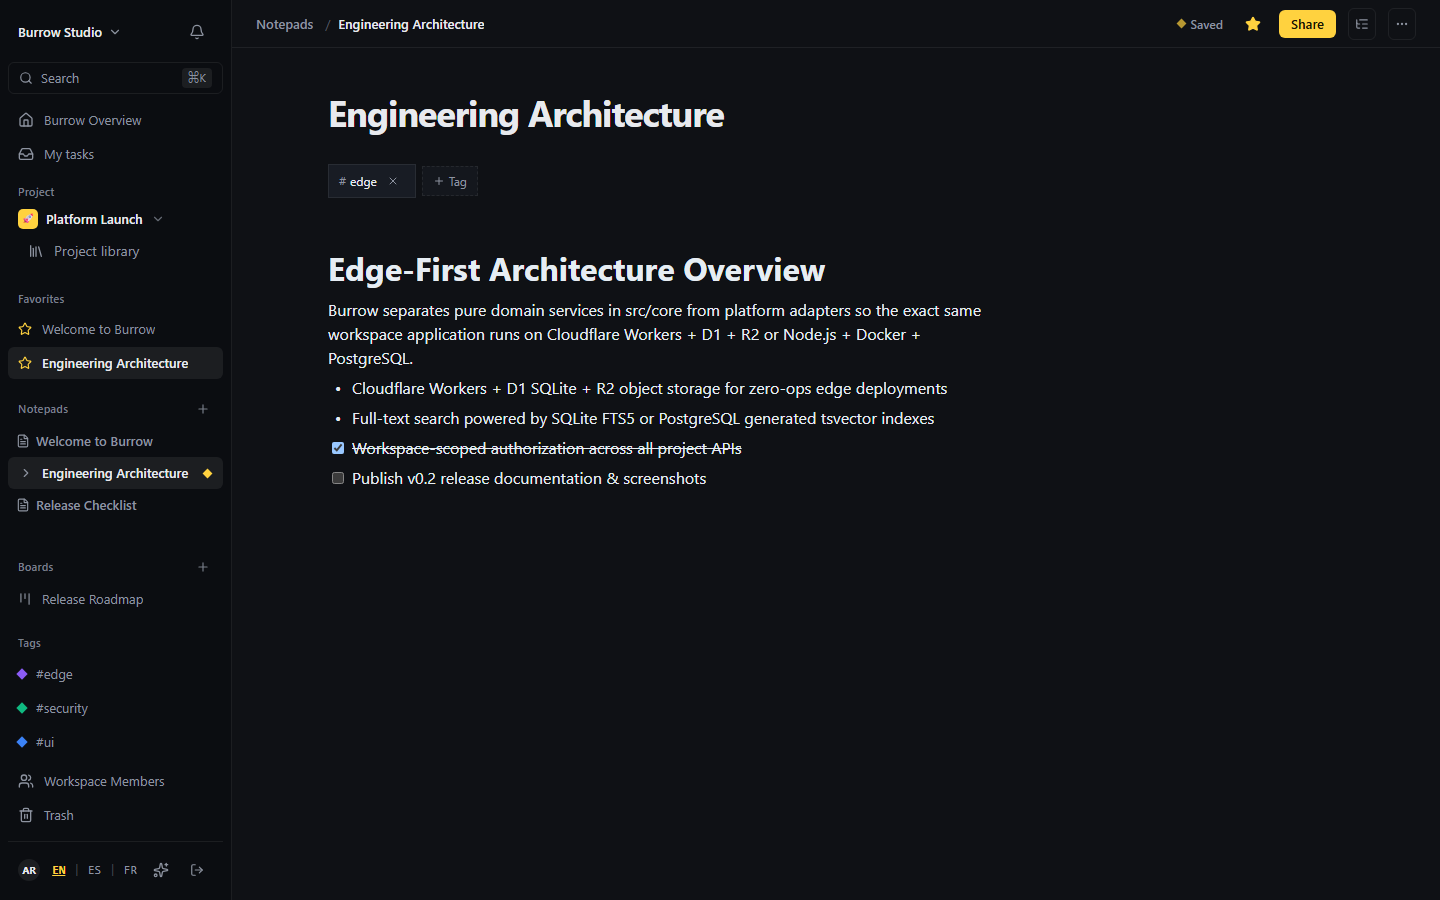 Burrow Studio
Search ⌘K
Burrow Overview
My tasks
Project
Platform Launch
Project library
Favorites
Welcome to Burrow
Engineering Architecture
Notepads
Welcome to Burrow
Engineering Architecture
Release Checklist
Boards
Release Roadmap
Tags
#edge
#security
#ui
Workspace Members
Trash
AR EN | ES | FR
Notepads / Engineering Architecture
Saved
Share
Engineering Architecture
# edge × + Tag
Edge-First Architecture Overview
Burrow separates pure domain services in src/core from platform adapters so the exact same
workspace application runs on Cloudflare Workers + D1 + R2 or Node.js + Docker +
PostgreSQL.
• Cloudflare Workers + D1 SQLite + R2 object storage for zero-ops edge deployments
• Full-text search powered by SQLite FTS5 or PostgreSQL generated tsvector indexes
Workspace-scoped authorization across all project APIs
Publish v0.2 release documentation & screenshots